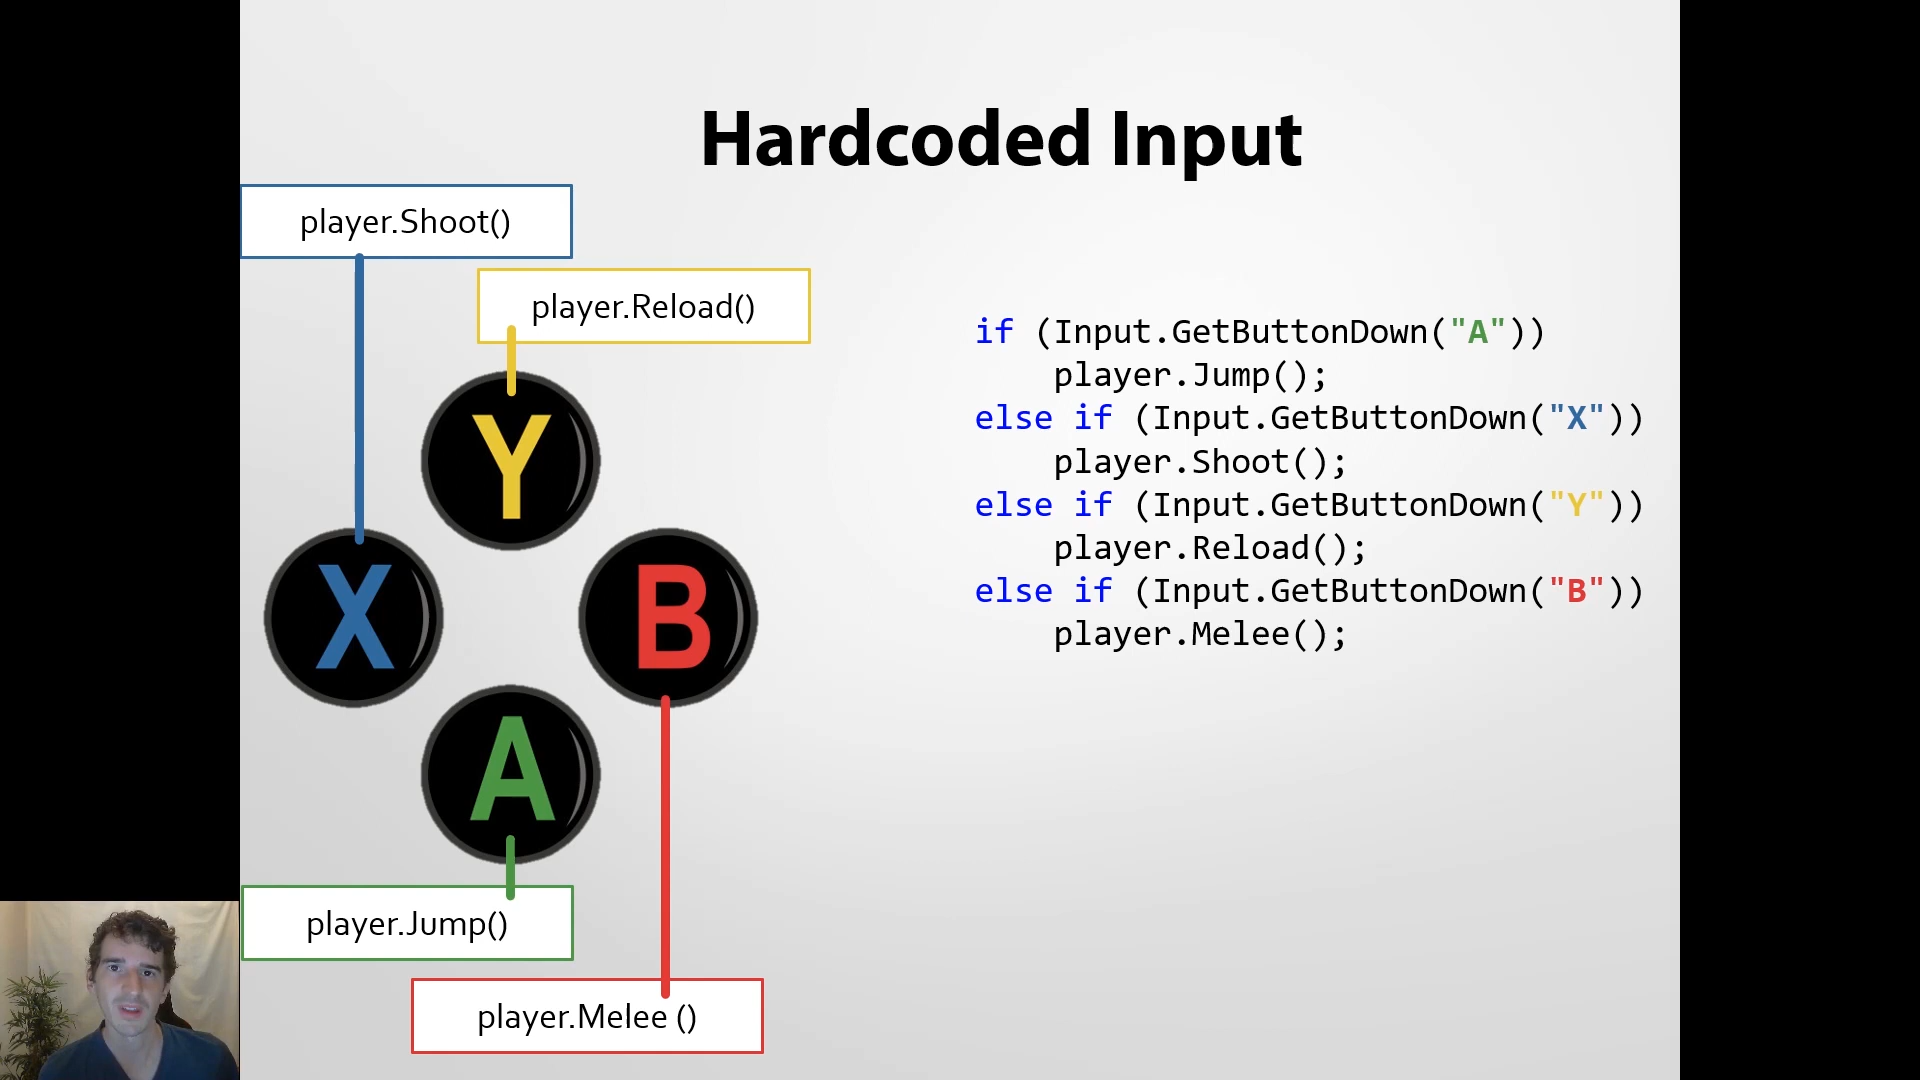 Hardcoded Input
player.Shoot()
player.Reload()
Y
X
B
A
player.Jump()
player.Melee ()
if (Input.GetButtonDown("A"))
    player.Jump();
else if (Input.GetButtonDown("X"))
    player.Shoot();
else if (Input.GetButtonDown("Y"))
    player.Reload();
else if (Input.GetButtonDown("B"))
    player.Melee();